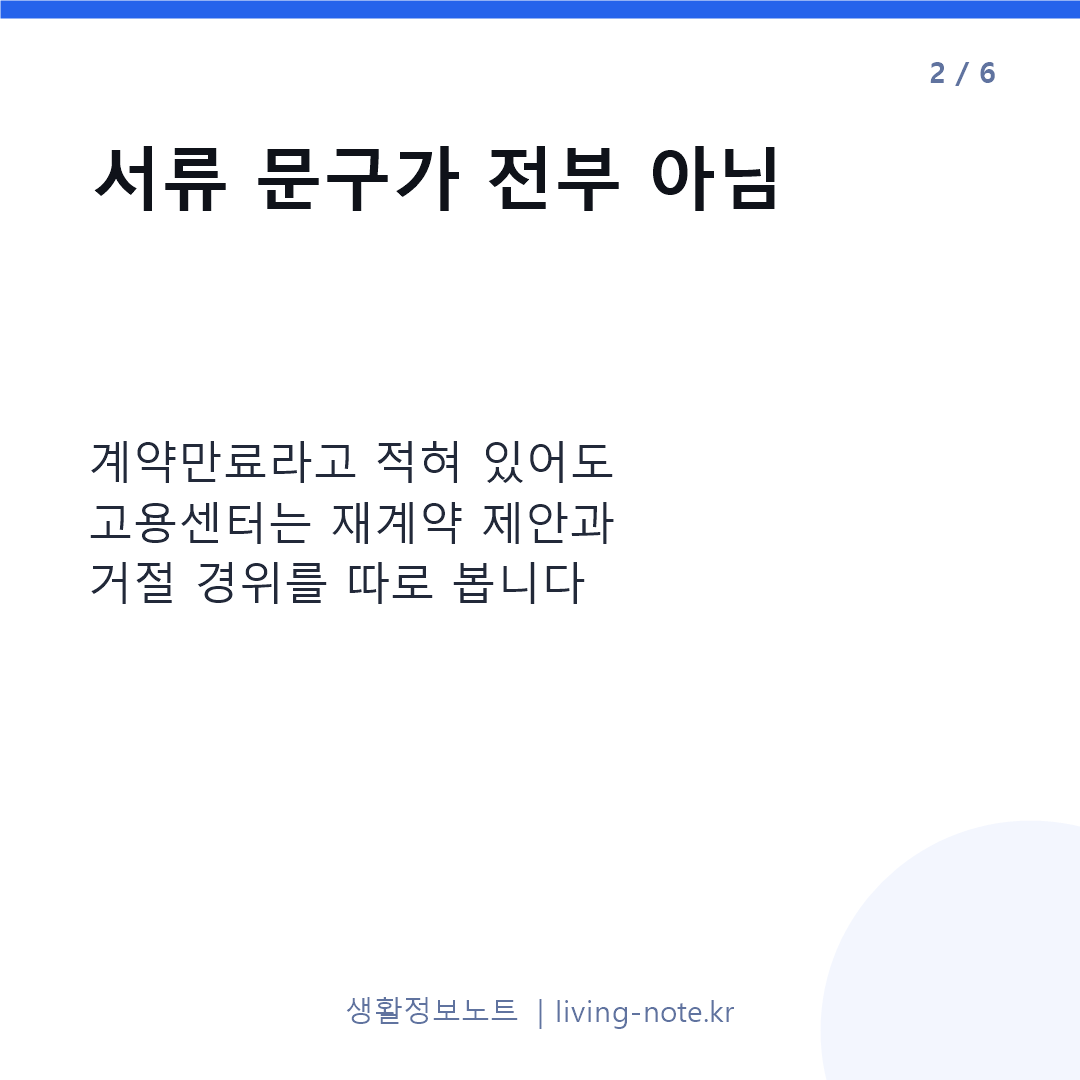 2 / 6
서류 문구가 전부 아님
계약만료라고 적혀 있어도
고용센터는 재계약 제안과
거절 경위를 따로 봅니다
생활정보노트 | living-note.kr